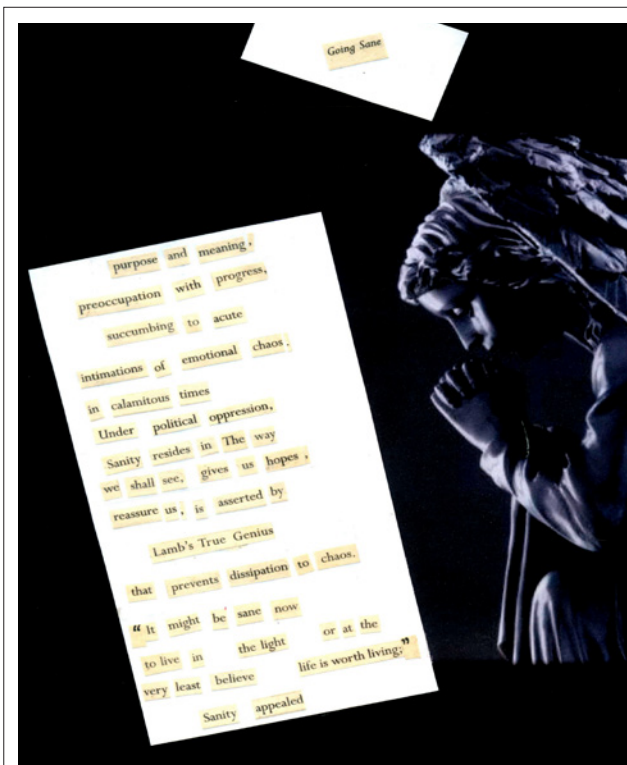 Going Sane
purpose and meaning,
preoccupation with progress,
succumbing to acute
intimations of emotional chaos.
in calamitous times
Under political oppression,
Sanity resides in The way
we shall see, gives us hopes,
reassure us, is asserted by
Lamb's True Genius
that prevents dissipation to chaos.
“It might be sane now
to live in the light or at the
very least believe life is worth living;”
Sanity appealed